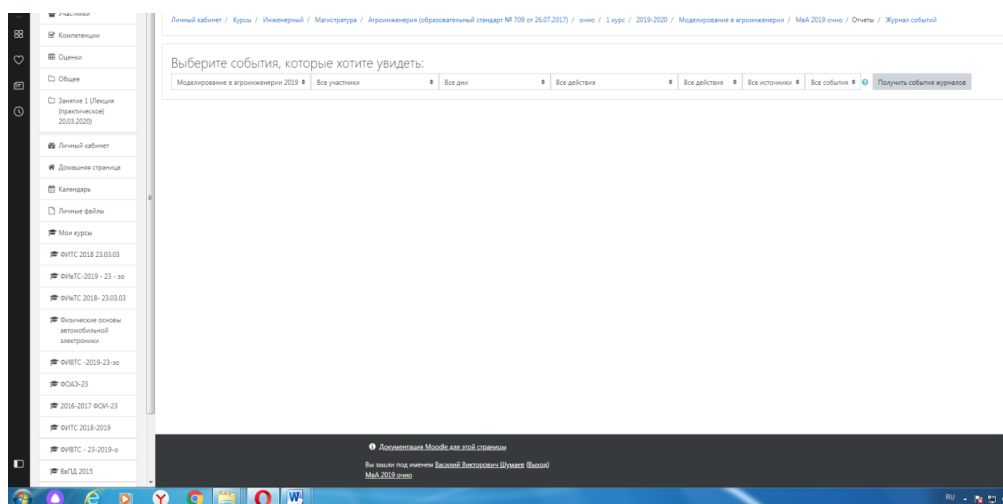 Участники
Компетенции
Оценки
Общее
Занятие 1 (Лекция
(практическое)
20.03.2020)
Личный кабинет
Домашняя страница
Календарь
Личные файлы
Мои курсы
ФИТС 2018 23.03.03
ФИвТС-2019 - 23 - зо
ФИвТС 2018- 23.03.03
Физические основы
автомобильной
электроники
ФИВТС -2019-23-зо
ФОАЭ-23
2016-2017 ФОИ-23
ФИТС 2018-2019
ФИВТС - 23-2019-о
ВвПД 2015
Личный кабинет / Курсы / Инженерный / Магистратура / Агроинженерия (образовательный стандарт № 709 от 26.07.2017) / очно / 1 курс / 2019-2020 / Моделирование в агроинженерии / МвА 2019 очно / Отчеты / Журнал событий
Выберите события, которые хотите увидеть:
Моделирование в агроинженерии 2019 Все участники Все дни Все действия Все действия Все источники Все события Получить события журналов
Документация Moodle для этой страницы
Вы зашли под именем Василий Викторович Шумаев (Выход)
МвА 2019 очно
RU